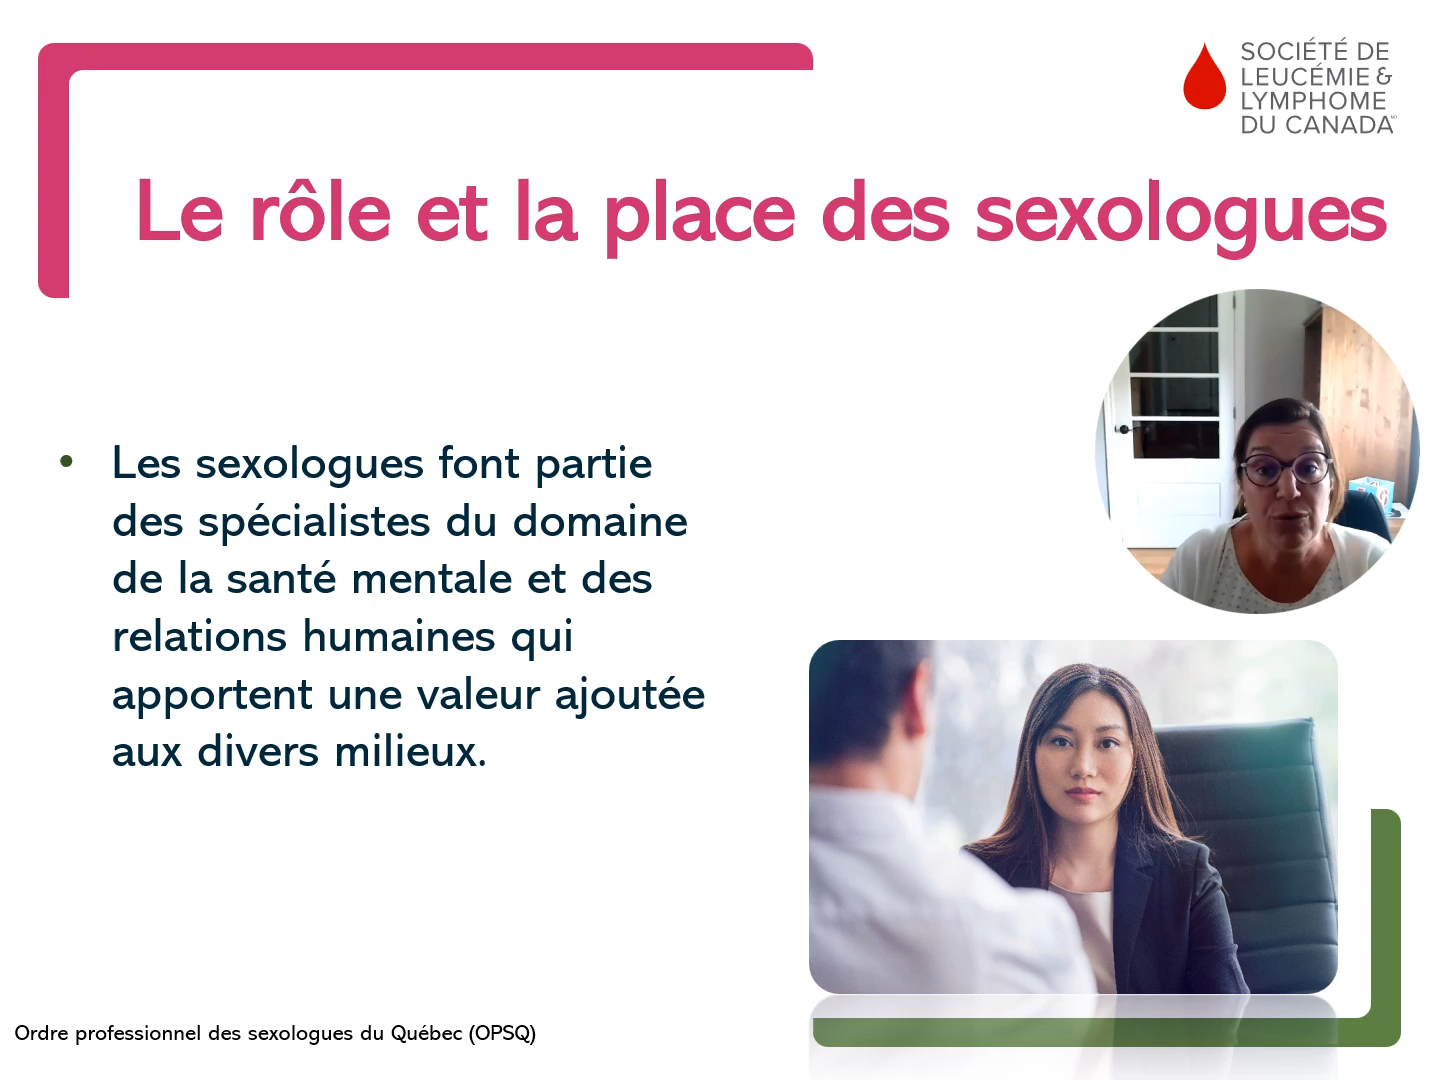 SOCIÉTÉ DE
LEUCÉMIE &
LYMPHOME
DU CANADA
Le rôle et la place des sexologues
• Les sexologues font partie
des spécialistes du domaine
de la santé mentale et des
relations humaines qui
apportent une valeur ajoutée
aux divers milieux.
Ordre professionnel des sexologues du Québec (OPSQ)